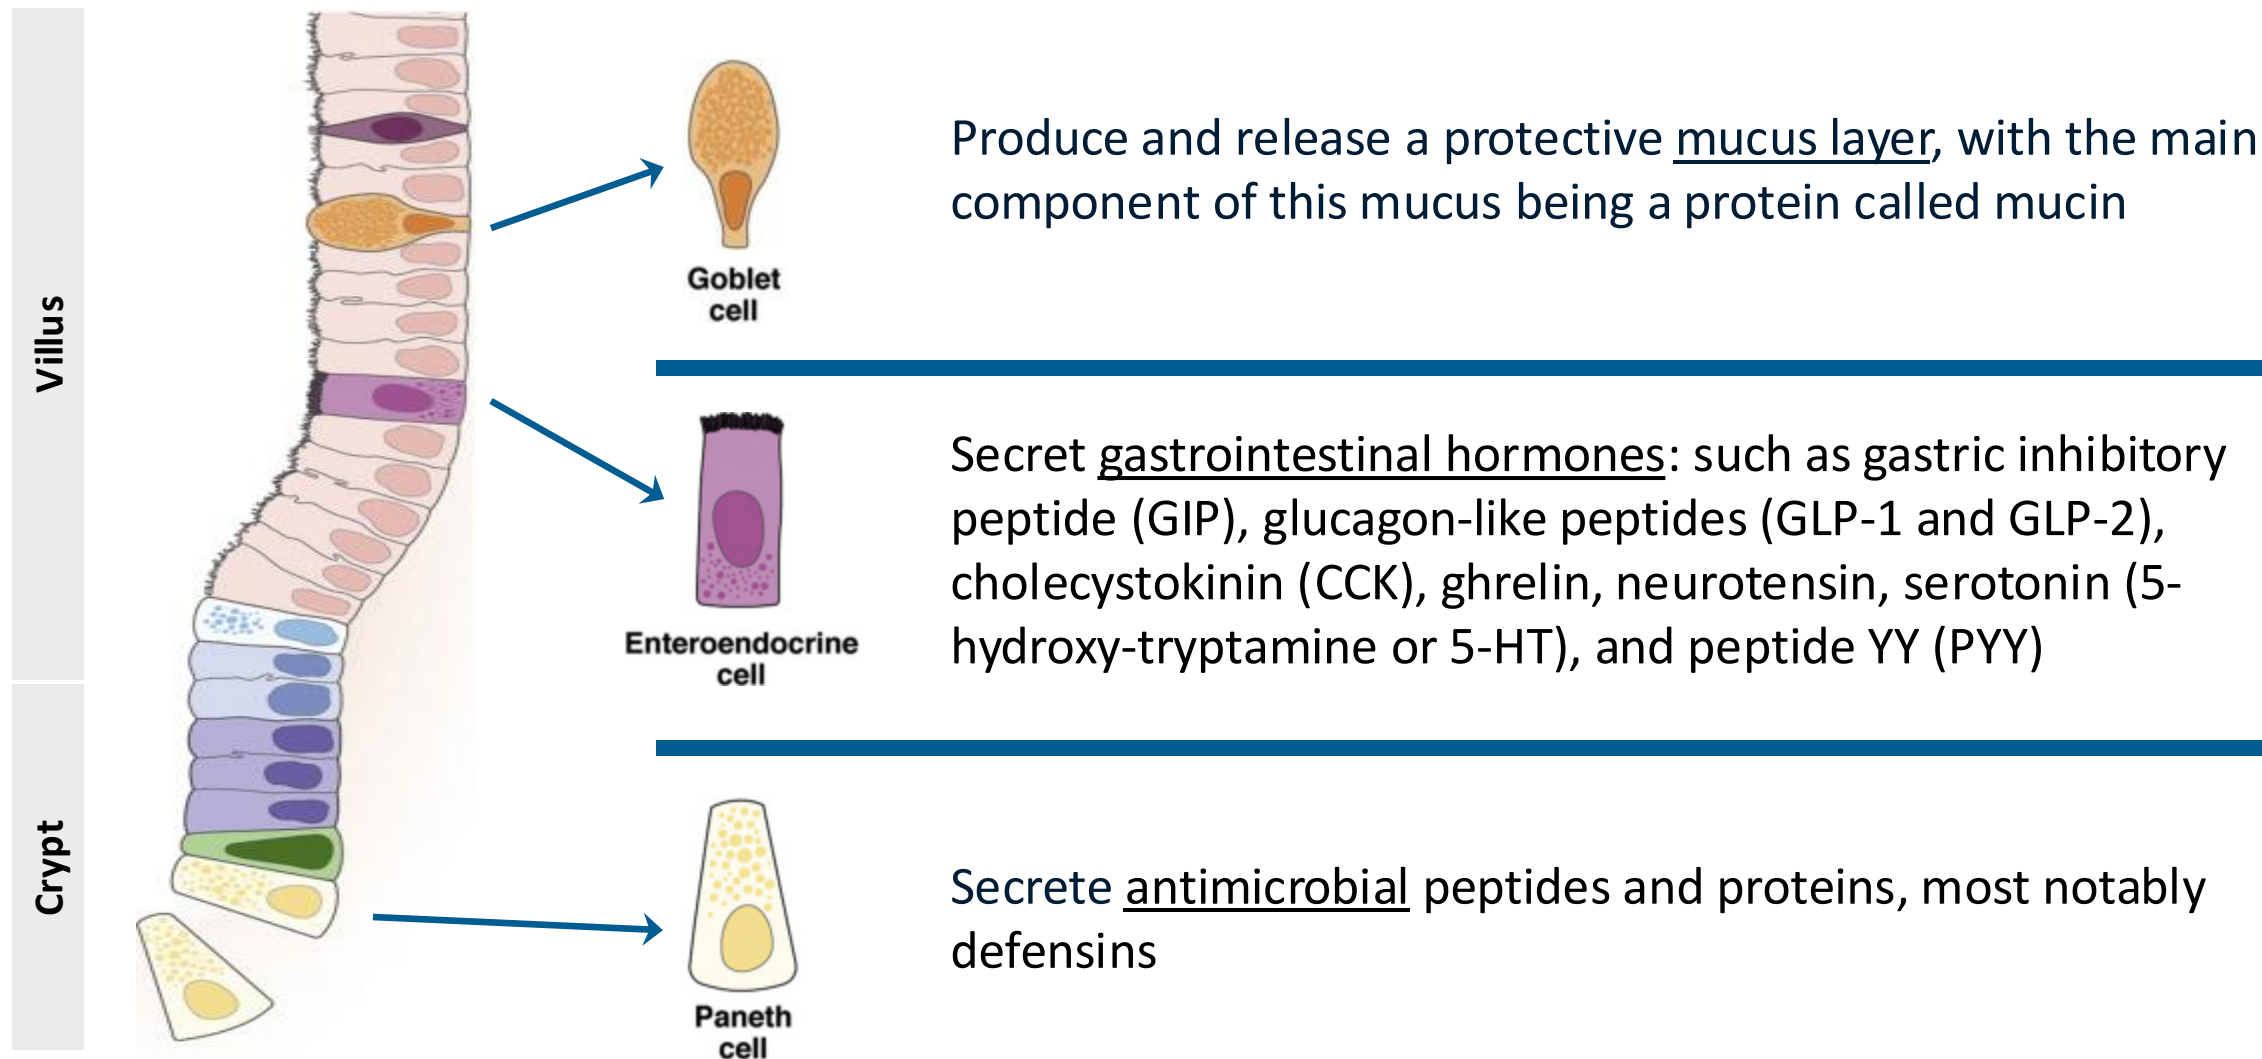 Villus
Crypt
Goblet
cell
Produce and release a protective mucus layer, with the main
component of this mucus being a protein called mucin
Enteroendocrine
cell
Secret gastrointestinal hormones: such as gastric inhibitory
peptide (GIP), glucagon-like peptides (GLP-1 and GLP-2),
cholecystokinin (CCK), ghrelin, neurotensin, serotonin (5-
hydroxy-tryptamine or 5-HT), and peptide YY (PYY)
Paneth
cell
Secrete antimicrobial peptides and proteins, most notably
defensins